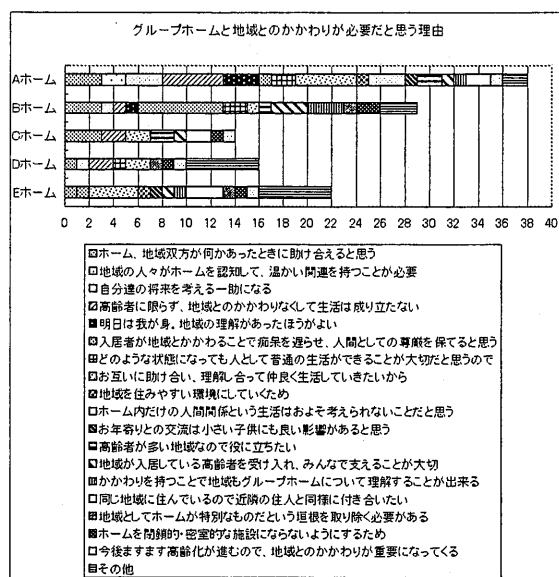 グループホームと地域とのかかわりが必要だと思う理由
Aホーム
Bホーム
Cホーム
Dホーム
Eホーム
0 2 4 6 8 10 12 14 16 18 20 22 24 26 28 30 32 34 36 38 40
ホーム、地域双方が何かあったときに助け合えると思う
地域の人々がホームを認知して、温かい関連を持つことが必要
自分達の将来を考える一助になる
高齢者に限らず、地域とのかかわりなくして生活は成り立たない
明日は我が身。地域の理解があったほうがよい
入居者が地域とかかわることで痴呆を遅らせ、人間としての尊厳を保てると思う
どのような状態になっても人として普通の生活ができることが大切だと思うので
お互いに助け合い、理解し合って仲良く生活していきたいから
地域を住みやすい環境にしていくため
ホーム内だけの人間関係という生活はおよそ考えられないことだと思う
お年寄りとの交流は小さい子供にも良い影響があると思う
高齢者が多い地域なので役に立ちたい
地域が入居している高齢者を受け入れ、みんなで支えることが大切
かかわりを持つことで地域もグループホームについて理解することが出来る
同じ地域に住んでいるので近隣の住人と同様に付き合いたい
地域としてホームが特別なものだという垣根を取り除く必要がある
ホームを閉鎖的・密室的な施設にならないようにするため
今後ますます高齢化が進むので、地域とのかかわりが重要になってくる
その他